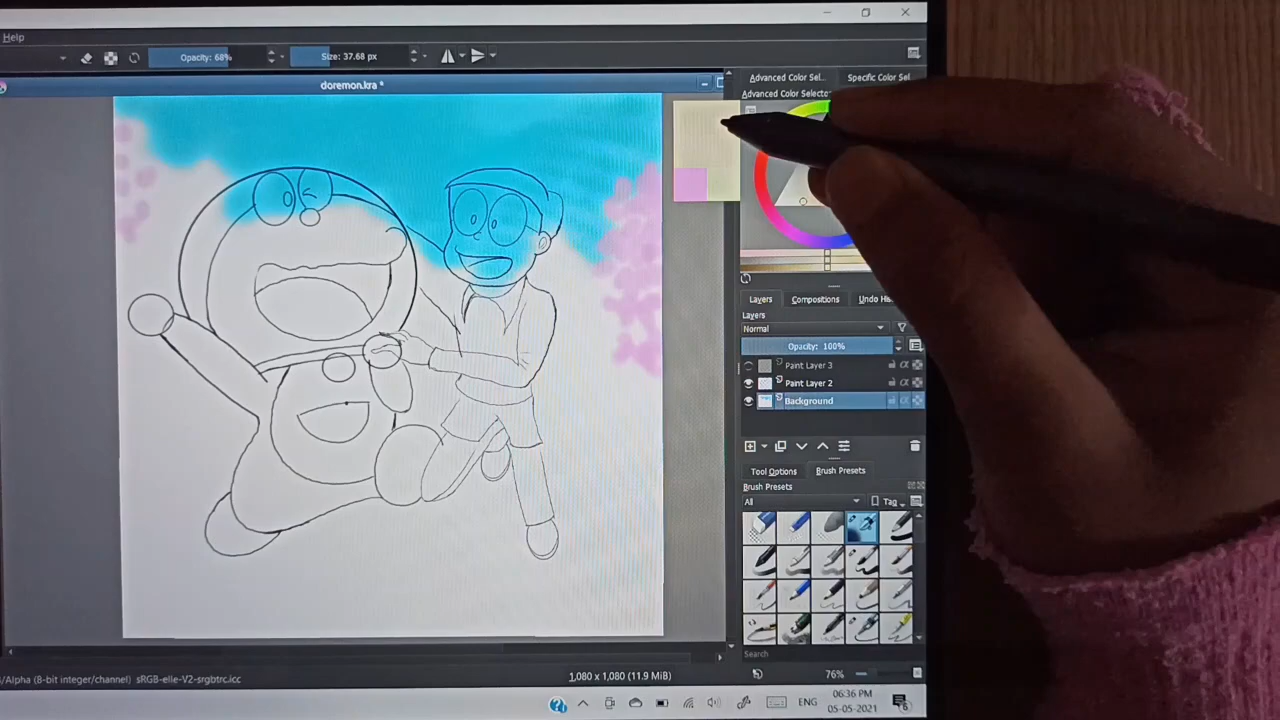 Help
Opacity: 68%
Size: 37.68 px
doremon.kra *
Advanced Color Sel...
Specific Color Sel
Advanced Color Selector
Layers
Compositions
Undo His
Layers
Normal
Opacity: 100%
Paint Layer 3
Paint Layer 2
Background
Tool Options
Brush Presets
Brush Presets
All
Tag
Search
/Alpha (8-bit integer/channel) sRGB-elle-V2-srgbtrc.icc
1,080 x 1,080 (11.9 MiB)
76%
ENG
06:36 PM
05-05-2021
6